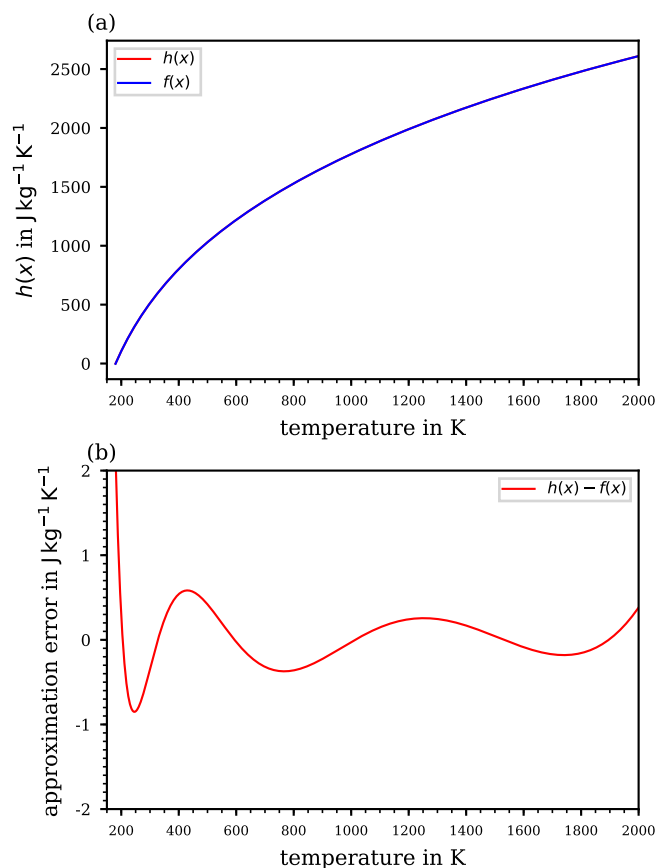 (a)
h(x)
f(x)
h(x) in J kg⁻¹ K⁻¹
2500
2000
1500
1000
500
0
200 400 600 800 1000 1200 1400 1600 1800 2000
temperature in K
(b)
h(x) − f(x)
approximation error in J kg⁻¹ K⁻¹
2
1
0
-1
-2
200 400 600 800 1000 1200 1400 1600 1800 2000
temperature in K